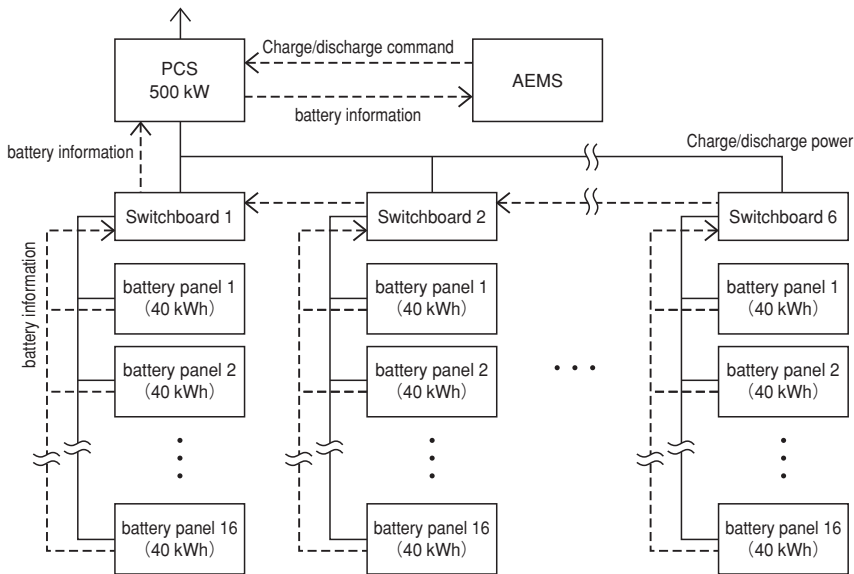 PCS
500 kW
Charge/discharge command
AEMS
battery information
battery information
Charge/discharge power
Switchboard 1
Switchboard 2
Switchboard 6
battery information
battery panel 1
(40 kWh)
battery panel 1
(40 kWh)
battery panel 1
(40 kWh)
battery panel 2
(40 kWh)
battery panel 2
(40 kWh)
battery panel 2
(40 kWh)
battery panel 16
(40 kWh)
battery panel 16
(40 kWh)
battery panel 16
(40 kWh)